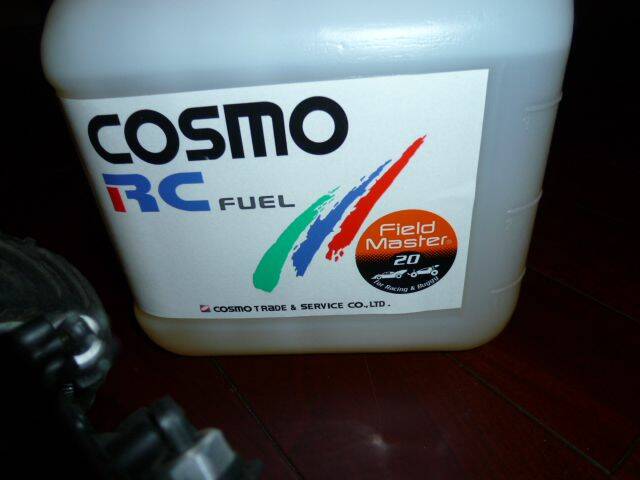 COSMO
RC FUEL
Field
Master®
20
For Racing & Buggy
COSMO TRADE & SERVICE CO., LTD.